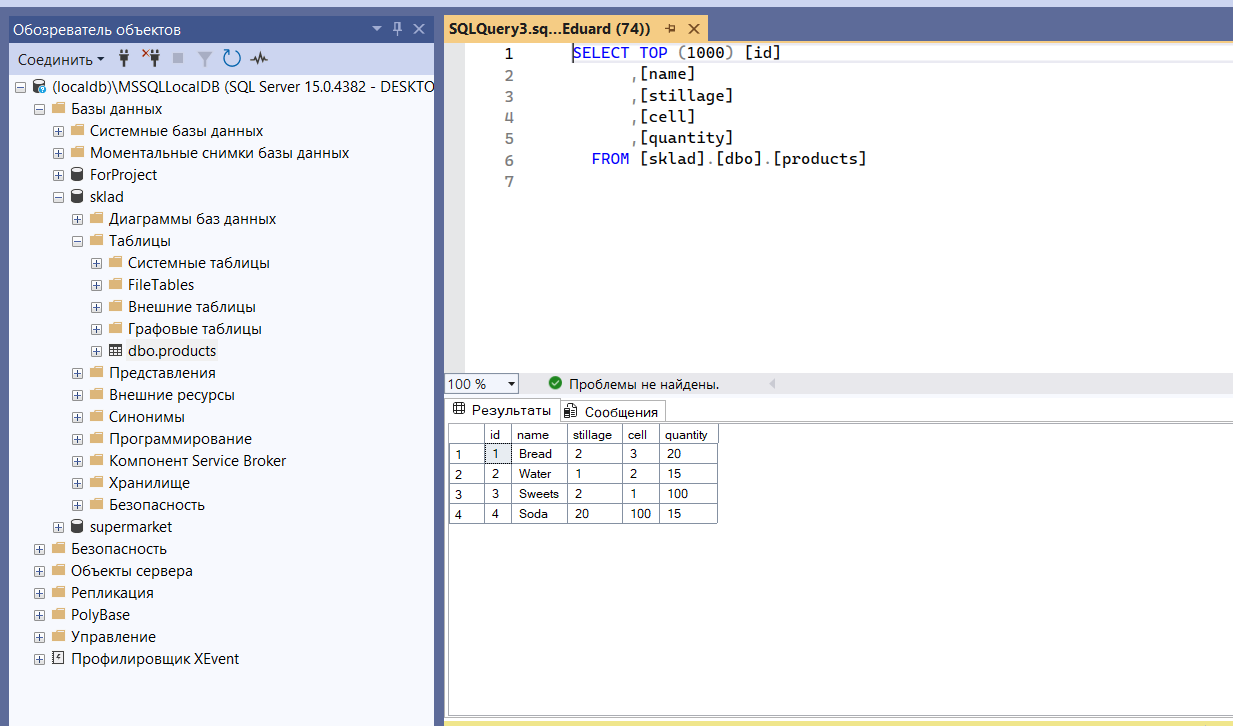 Обозреватель объектов
Соединить
(localdb)\MSSQLLocalDB (SQL Server 15.0.4382 - DESKTO
Базы данных
Системные базы данных
Моментальные снимки базы данных
ForProject
sklad
Диаграммы баз данных
Таблицы
Системные таблицы
FileTables
Внешние таблицы
Графовые таблицы
dbo.products
Представления
Внешние ресурсы
Синонимы
Программирование
Компонент Service Broker
Хранилище
Безопасность
supermarket
Безопасность
Объекты сервера
Репликация
PolyBase
Управление
Профилировщик XEvent
SQLQuery3.sq...Eduard (74))
1 SELECT TOP (1000) [id]
2 ,[name]
3 ,[stillage]
4 ,[cell]
5 ,[quantity]
6 FROM [sklad].[dbo].[products]
7
100 % Проблемы не найдены.
Результаты Сообщения
id name stillage cell quantity
1 1 Bread 2 3 20
2 2 Water 1 2 15
3 3 Sweets 2 1 100
4 4 Soda 20 100 15